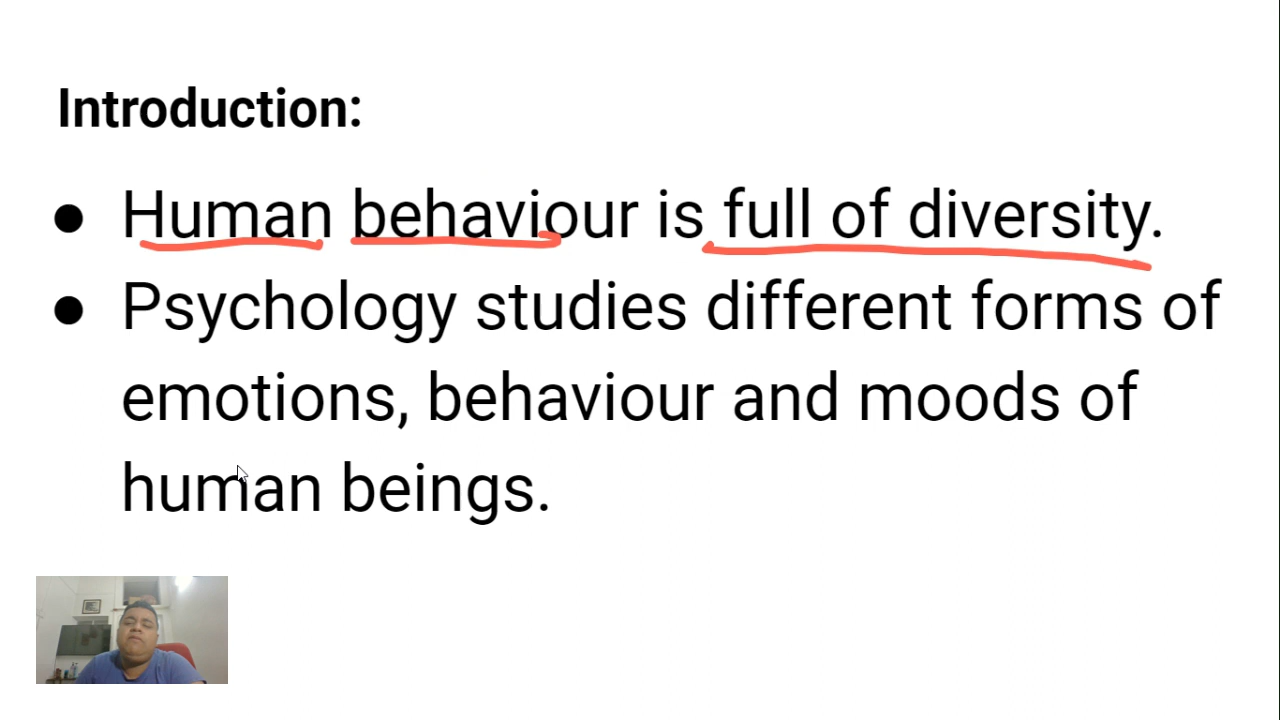 Introduction:
● Human behaviour is full of diversity.
● Psychology studies different forms of
emotions, behaviour and moods of
human beings.